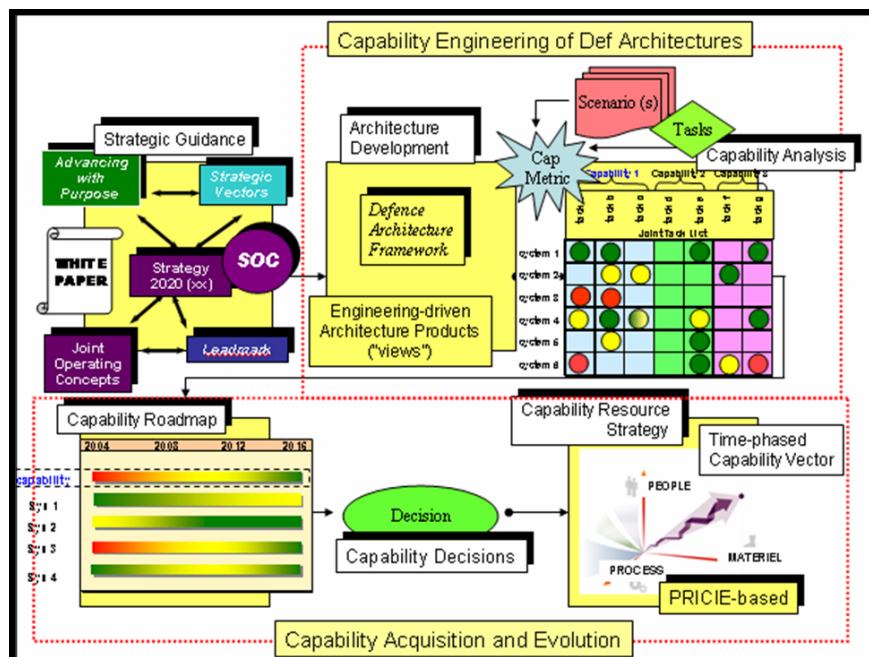 Capability Engineering of Def Architectures
Scenario (s)
Tasks
Strategic Guidance
Architecture
Development
Cap
Metric
Capability Analysis
Advancing
with
Purpose
Strategic
Vectors
Capability 1
Capability 2
Defence
Architecture
Framework
Joint Task List
WHITE
PAPER
Strategy
2020 (xx)
SOC
system 1
system 2
system 3
system 4
system 5
system 6
Engineering-driven
Architecture Products
("views")
Joint
Operating
Concepts
Leadmark
Capability Roadmap
Capability Resource
Strategy
Time-phased
Capability Vector
2004 2008 2012 2016
capability
Sys 1
Sys 2
Sys 3
Sys 4
Decision
Capability Decisions
PEOPLE
MATERIEL
PROCESS
PRICIE-based
Capability Acquisition and Evolution